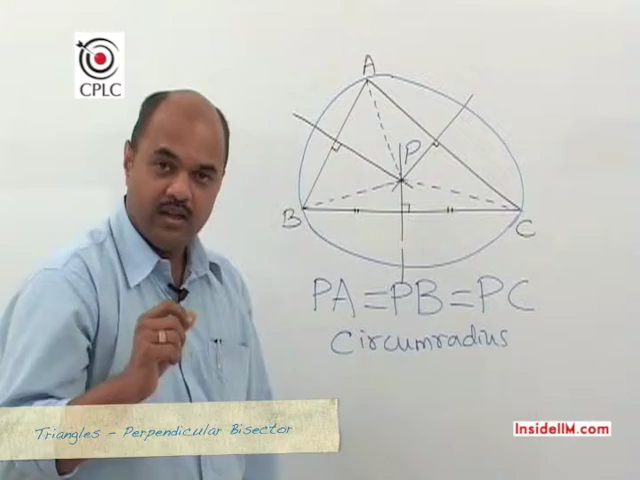 CPLC
A
P
B
C
PA = PB = PC
Circumradius
Triangles - Perpendicular Bisector
InsideIIM.com